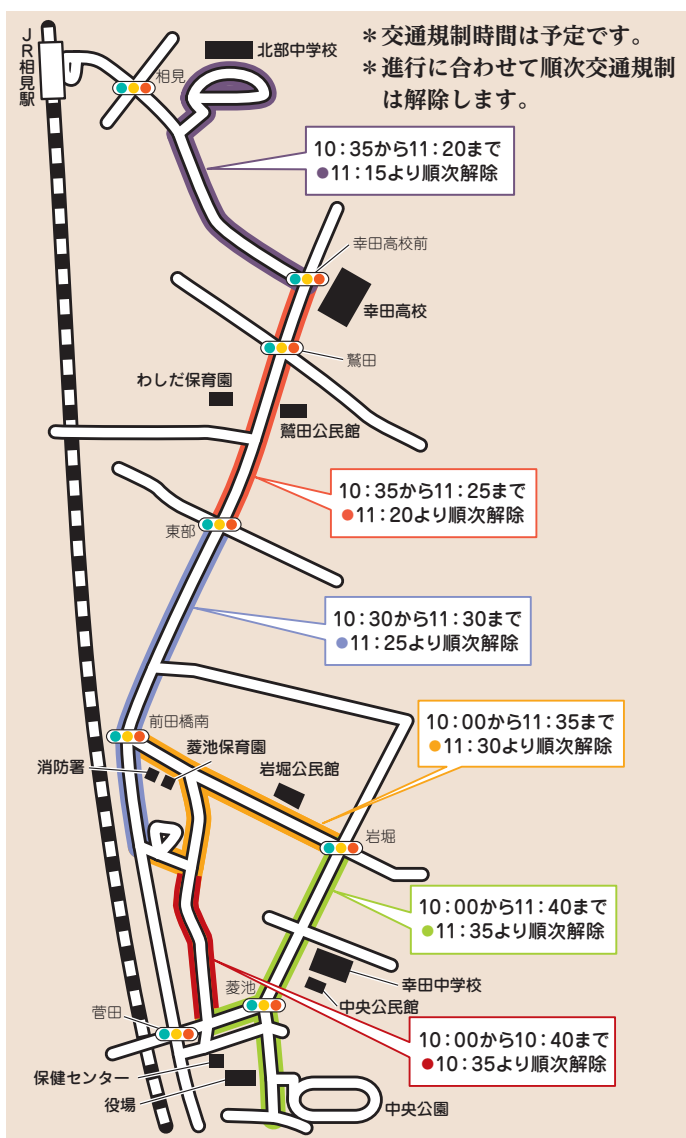 JR相見駅
北部中学校
＊交通規制時間は予定です。
＊進行に合わせて順次交通規制
は解除します。
相見
10：35から11：20まで
●11：15より順次解除
幸田高校前
幸田高校
鷲田
わしだ保育園
鷲田公民館
10：35から11：25まで
●11：20より順次解除
東部
10：30から11：30まで
●11：25より順次解除
前田橋南
10：00から11：35まで
●11：30より順次解除
菱池保育園
消防署
岩堀公民館
岩堀
10：00から11：40まで
●11：35より順次解除
幸田中学校
菱池
中央公民館
菅田
10：00から10：40まで
●10：35より順次解除
保健センター
役場
中央公園